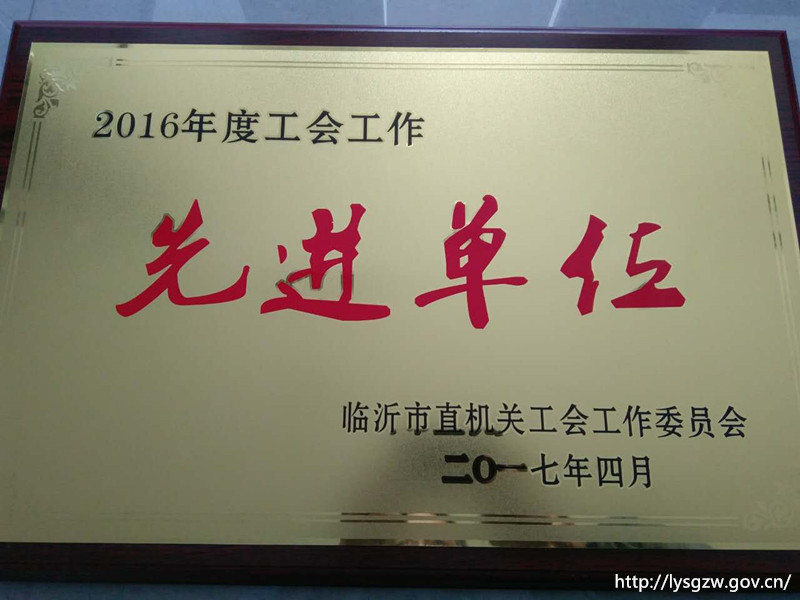 2016年度工会工作
先进单位
临沂市直机关工会工作委员会
二〇一七年四月
http://lysgzw.gov.cn/